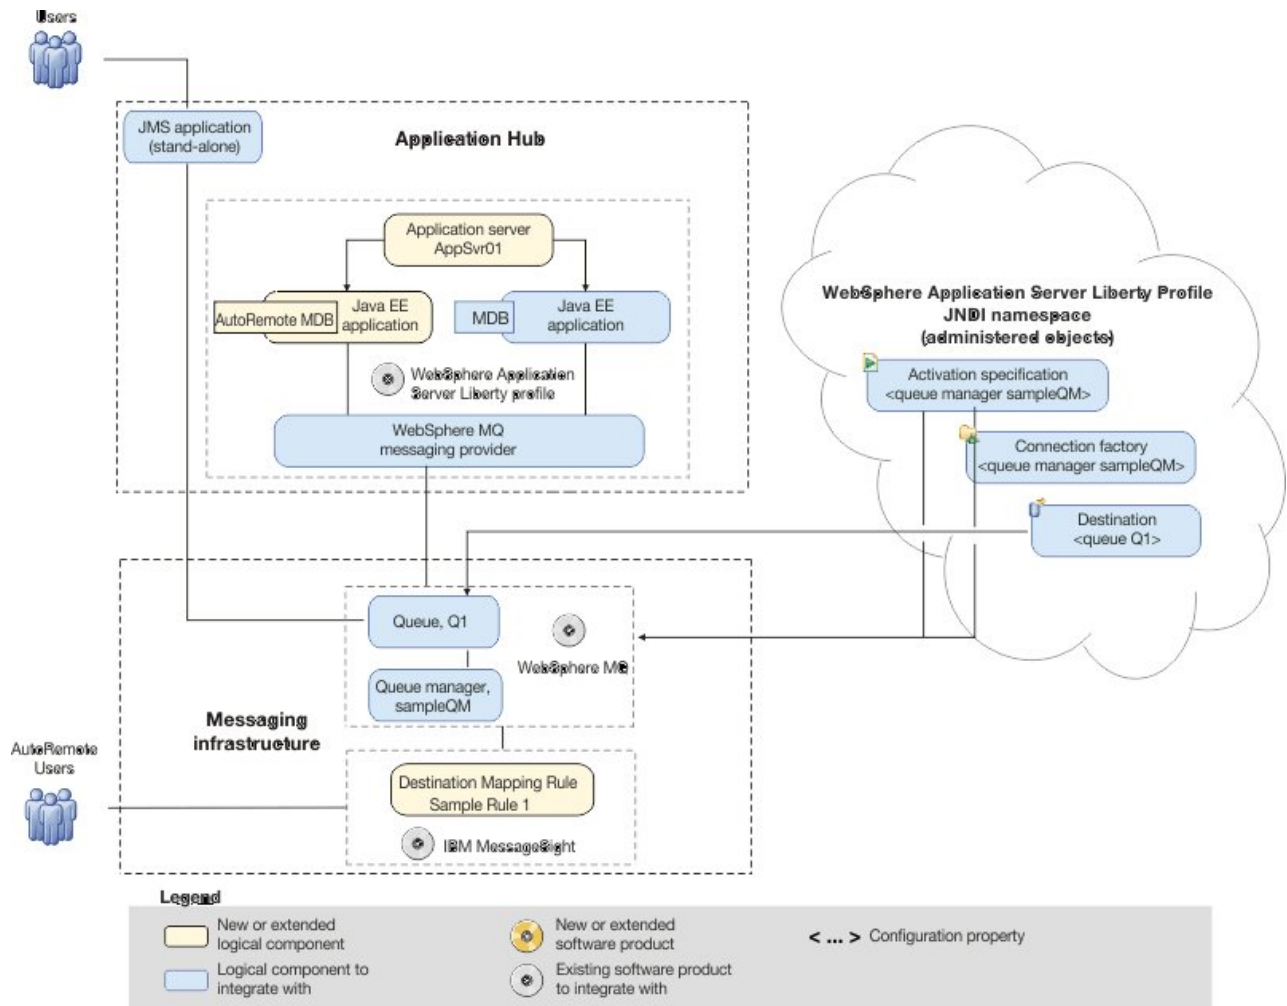 Users
JMS application
(stand-alone)
Application Hub
Application server
AppSvr01
AutoRemote MDB
Java EE
application
MDB
Java EE
application
WebSphere Application
Server Liberty profile
WebSphere MQ
messaging provider
WebSphere Application Server Liberty Profile
JNDI namespace
(administered objects)
Activation specification
<queue manager sampleQM>
Connection factory
<queue manager sampleQM>
Destination
<queue Q1>
Queue, Q1
WebSphere MQ
Queue manager,
sampleQM
Messaging
infrastructure
AutoRemote
Users
Destination Mapping Rule
Sample Rule 1
IBM MessageSight
Legend
New or extended
logical component
Logical component to
integrate with
New or extended
software product
Existing software product
to integrate with
< ... > Configuration property